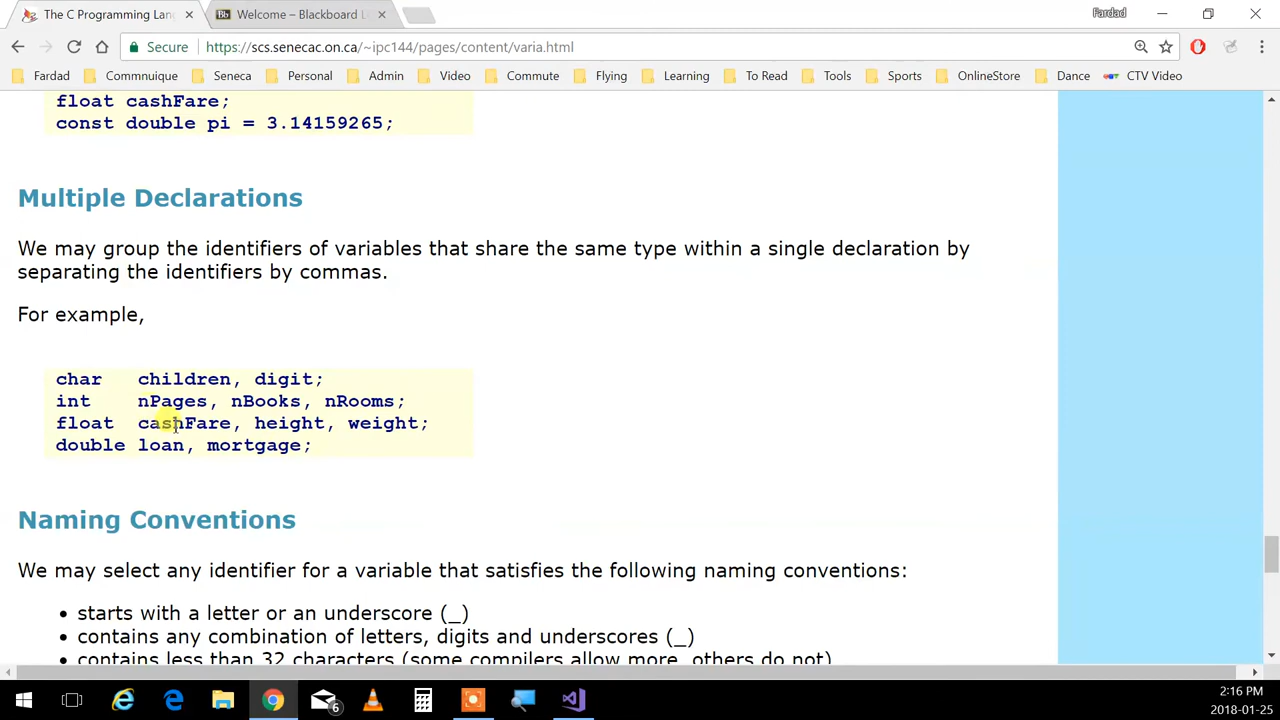 The C Programming Lan
Welcome – Blackboard L
Fardad
Secure https://scs.senecac.on.ca/~ipc144/pages/content/varia.html
Fardad Commnuique Seneca Personal Admin Video Commute Flying Learning To Read Tools Sports OnlineStore Dance CTV Video
float cashFare;
const double pi = 3.14159265;
Multiple Declarations
We may group the identifiers of variables that share the same type within a single declaration by
separating the identifiers by commas.
For example,
char children, digit;
int nPages, nBooks, nRooms;
float cashFare, height, weight;
double loan, mortgage;
Naming Conventions
We may select any identifier for a variable that satisfies the following naming conventions:
• starts with a letter or an underscore (_)
• contains any combination of letters, digits and underscores (_)
• contains less than 32 characters (some compilers allow more, others do not)
6
2:16 PM
2018-01-25